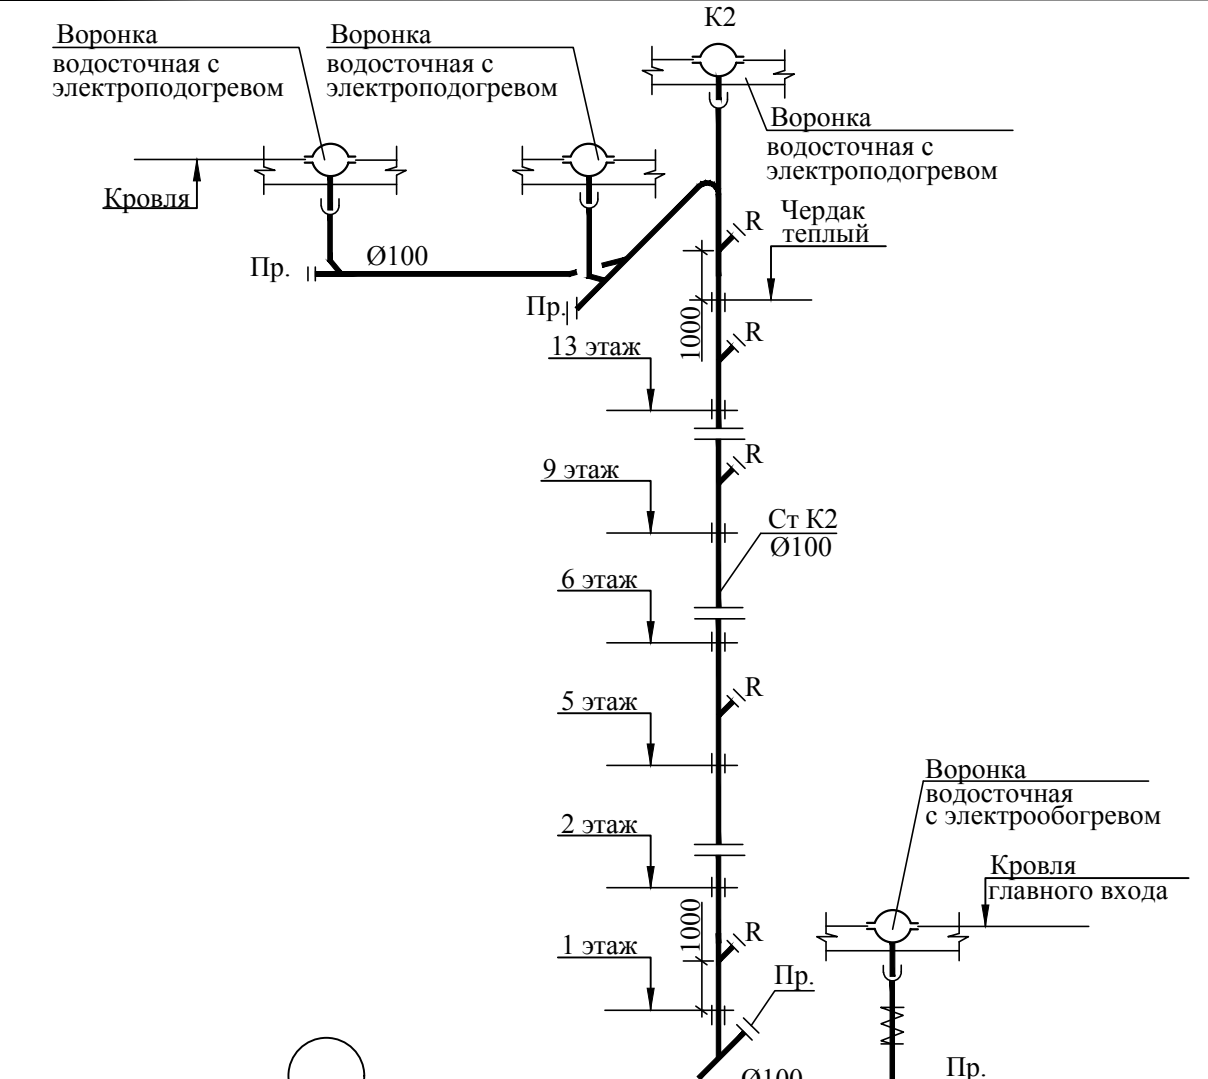 К2
Воронка
водосточная с
электроподогревом
Воронка
водосточная с
электроподогревом
Воронка
водосточная с
электроподогревом
Кровля
Чердак
теплый
R
Пр.
Ø100
Пр.
1000
R
13 этаж
R
9 этаж
Ст К2
Ø100
6 этаж
R
5 этаж
Воронка
водосточная
с электрообогревом
2 этаж
Кровля
главного входа
1000
R
1 этаж
Пр.
Пр.
Ø100